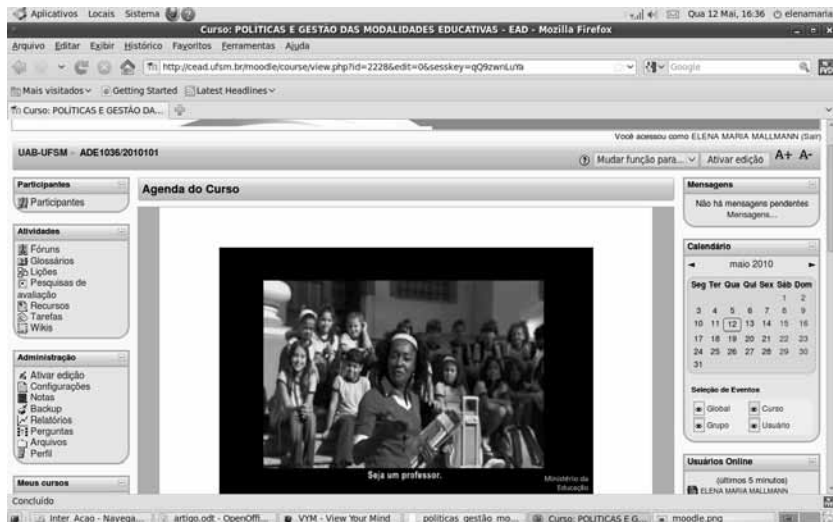 Aplicativos Locais Sistema
Qua 12 Mai, 16:36 elenamaria
Curso: POLÍTICAS E GESTÃO DAS MODALIDADES EDUCATIVAS - EAD - Mozilla Firefox
Arquivo Editar Exibir Histórico Favoritos Ferramentas Ajuda
http://cead.ufsm.br/moodle/course/view.php?id=2228&edit=0&sesskey=qQ9zwnLuYa
Google
Mais visitados Getting Started Latest Headlines
Curso: POLÍTICAS E GESTÃO DA...
Você acessou como ELENA MARIA MALLMANN (Sair)
UAB-UFSM ADE1036/2010101
Mudar função para... Ativar edição A+ A-
Participantes
Participantes
Atividades
Fóruns
Glossários
Lições
Pesquisas de
avaliação
Recursos
Tarefas
Wikis
Administração
Ativar edição
Configurações
Notas
Backup
Relatórios
Perguntas
Arquivos
Perfil
Meus cursos
Agenda do Curso
Seja um professor.
Ministério da
Educação
Mensagens
Não há mensagens pendentes
Mensagens...
Calendário
maio 2010
Seg Ter Qua Qui Sex Sáb Dom
1 2
3 4 5 6 7 8 9
10 11 12 13 14 15 16
17 18 19 20 21 22 23
24 25 26 27 28 29 30
31
Seleção de Eventos
Global Curso
Grupo Usuário
Usuários Online
(últimos 5 minutos)
ELENA MARIA MALLMANN
Concluído
Inter Acao - Navega... artigo.odt - OpenOffi... VYM - View Your Mind politicas gestão mo... Curso: POLÍTICAS E G... moodle.png